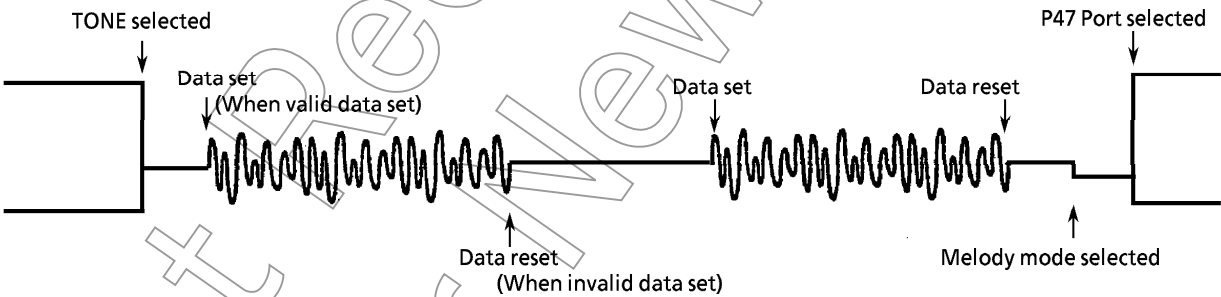 TONE selected
P47 Port selected
Data set
(When valid data set)
Data set
Data reset
Data reset
(When invalid data set)
Melody mode selected